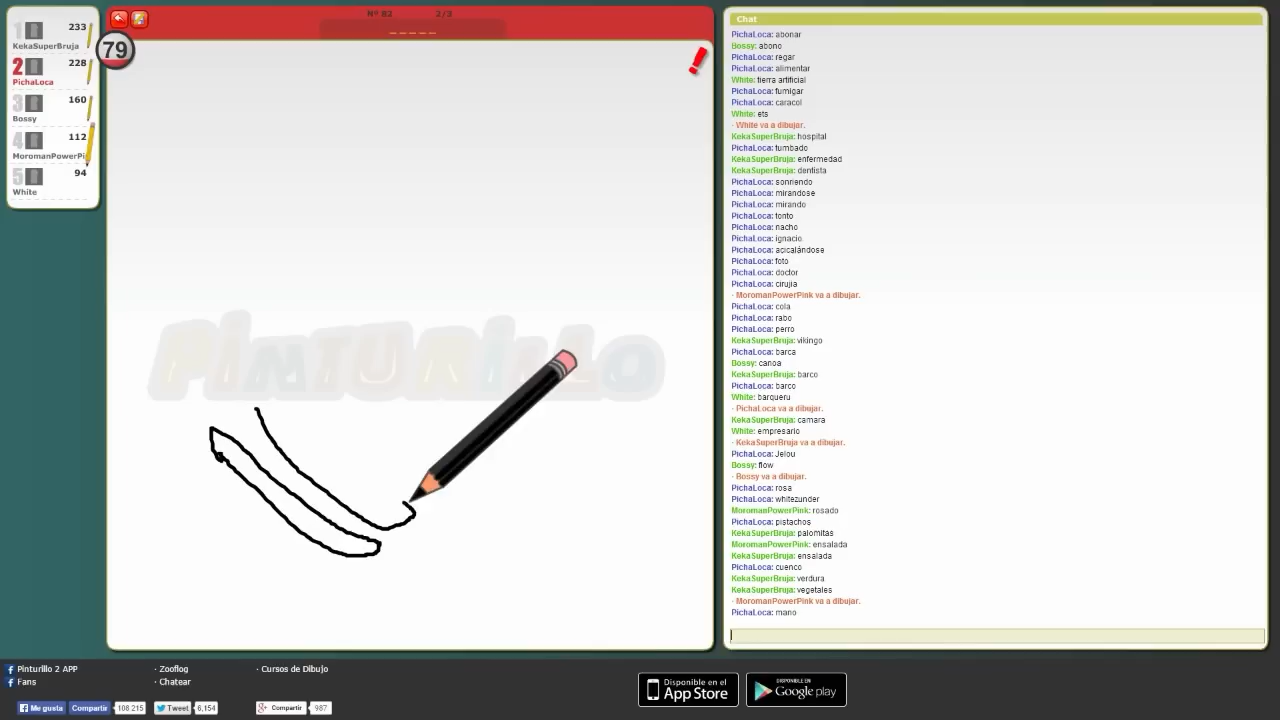 1 233
KekaSuperBruja
2 228
PichaLoca
3 160
Bossy
4 112
MoromanPowerPi
5 94
White
79
Nº 82 2/3
_ _ _ _ _
PINTURILLO
Chat
PichaLoca: abonar
Bossy: abono
PichaLoca: regar
PichaLoca: alimentar
White: tierra artificial
PichaLoca: fumigar
PichaLoca: caracol
White: ets
· White va a dibujar.
KekaSuperBruja: hospital
PichaLoca: tumbado
KekaSuperBruja: enfermedad
KekaSuperBruja: dentista
PichaLoca: sonriendo
PichaLoca: mirandose
PichaLoca: mirando
PichaLoca: tonto
PichaLoca: nacho
PichaLoca: ignacio
PichaLoca: acicalándose
PichaLoca: foto
PichaLoca: doctor
PichaLoca: cirujia
· MoromanPowerPink va a dibujar.
PichaLoca: cola
PichaLoca: rabo
PichaLoca: perro
KekaSuperBruja: vikingo
PichaLoca: barca
Bossy: canoa
KekaSuperBruja: barco
PichaLoca: barco
White: barqueru
· PichaLoca va a dibujar.
KekaSuperBruja: camara
White: empresario
· KekaSuperBruja va a dibujar.
PichaLoca: Jelou
Bossy: flow
· Bossy va a dibujar.
PichaLoca: rosa
PichaLoca: whitezunder
MoromanPowerPink: rosado
PichaLoca: pistachos
KekaSuperBruja: palomitas
MoromanPowerPink: ensalada
KekaSuperBruja: ensalada
PichaLoca: cuenco
KekaSuperBruja: verdura
KekaSuperBruja: vegetales
· MoromanPowerPink va a dibujar.
PichaLoca: mano
Pinturillo 2 APP · Zooflog · Cursos de Dibujo
Fans · Chatear
Me gusta Compartir 108.215 Tweet 6,154 Compartir 987
Disponible en el
App Store
DISPONIBLE EN
Google play